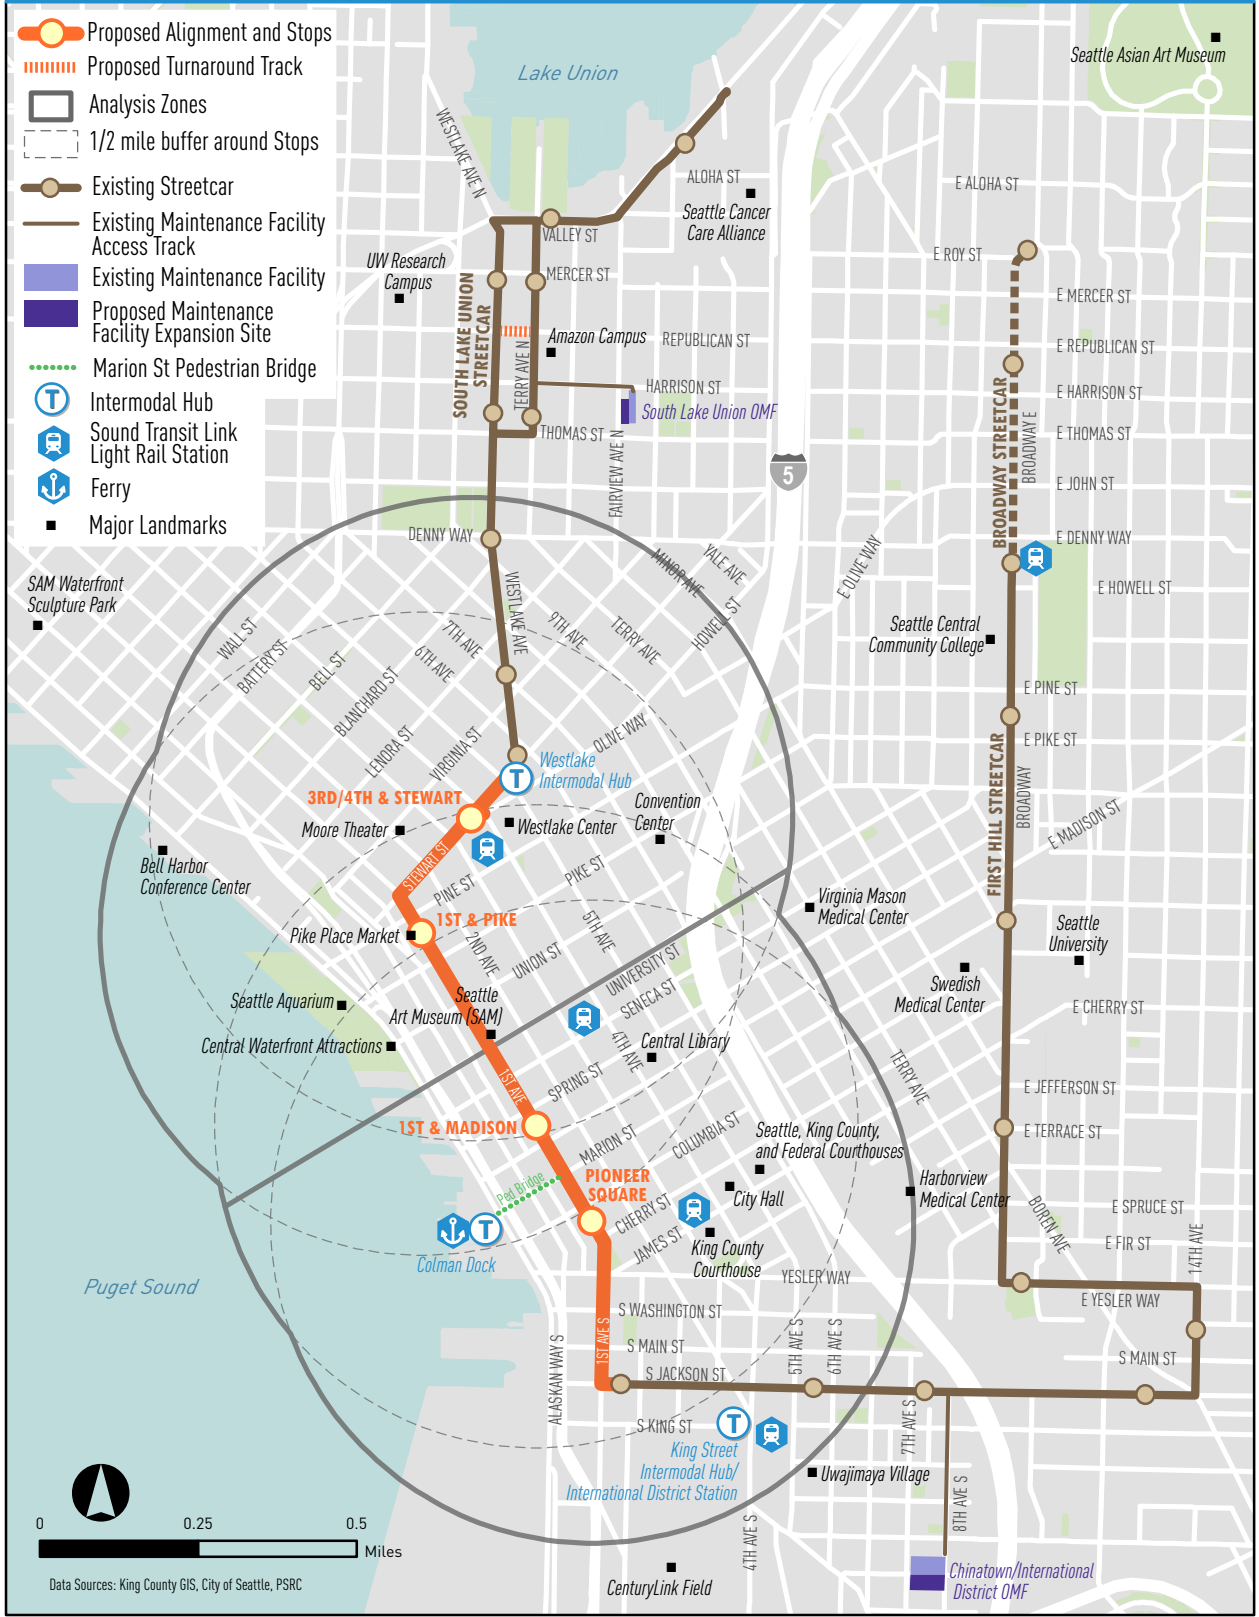 Proposed Alignment and Stops
Proposed Turnaround Track
Analysis Zones
1/2 mile buffer around Stops
Existing Streetcar
Existing Maintenance Facility
Access Track
Existing Maintenance Facility
Proposed Maintenance
Facility Expansion Site
Marion St Pedestrian Bridge
T
Intermodal Hub
Sound Transit Link
Light Rail Station
Ferry
Major Landmarks
Lake Union
Seattle Asian Art Museum
WESTLAKE AVE N
ALOHA ST
Seattle Cancer
Care Alliance
E ALOHA ST
VALLEY ST
E ROY ST
UW Research
Campus
MERCER ST
E MERCER ST
SOUTH LAKE UNION
STREETCAR
TERRY AVE N
Amazon Campus
REPUBLICAN ST
E REPUBLICAN ST
HARRISON ST
E HARRISON ST
South Lake Union OMF
THOMAS ST
FAIRVIEW AVE N
BROADWAY STREETCAR
BROADWAY E
E THOMAS ST
5
E JOHN ST
DENNY WAY
E DENNY WAY
MINOR AVE
YALE AVE
E OLIVE WAY
E HOWELL ST
SAM Waterfront
Sculpture Park
WESTLAKE AVE
WALL ST
BATTERY ST
BELL ST
BLANCHARD ST
LENORA ST
VIRGINIA ST
7TH AVE
6TH AVE
9TH AVE
TERRY AVE
HOWELL ST
Seattle Central
Community College
E PINE ST
OLIVE WAY
E PIKE ST
Westlake
Intermodal Hub
T
3RD/4TH & STEWART
Moore Theater
Westlake Center
Convention
Center
FIRST HILL STREETCAR
BROADWAY
E MADISON ST
Bell Harbor
Conference Center
STEWART ST
PINE ST
PIKE ST
Virginia Mason
Medical Center
1ST & PIKE
Pike Place Market
2ND AVE
5TH AVE
UNION ST
UNIVERSITY ST
SENECA ST
Seattle
University
Swedish
Medical Center
Seattle Aquarium
Seattle
Art Museum (SAM)
E CHERRY ST
Central Waterfront Attractions
4TH AVE
Central Library
1ST AVE
SPRING ST
TERRY AVE
E JEFFERSON ST
1ST & MADISON
MARION ST
COLUMBIA ST
Seattle, King County,
and Federal Courthouses
E TERRACE ST
Ped Bridge
PIONEER
SQUARE
City Hall
Harborview
Medical Center
BOREN AVE
E SPRUCE ST
CHERRY ST
JAMES ST
T
Colman Dock
King County
Courthouse
E FIR ST
14TH AVE
Puget Sound
YESLER WAY
E YESLER WAY
S WASHINGTON ST
1ST AVE S
S MAIN ST
5TH AVE S
6TH AVE S
S MAIN ST
ALASKAN WAY S
S JACKSON ST
S KING ST
T
7TH AVE S
King Street
Intermodal Hub/
International District Station
Uwajimaya Village
8TH AVE S
4TH AVE S
0 0.25 0.5
Miles
Data Sources: King County GIS, City of Seattle, PSRC
CenturyLink Field
Chinatown/International
District OMF